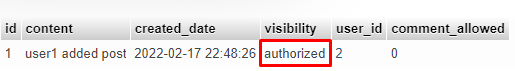 id content created_date visibility user_id comment_allowed
1 user1 added post 2022-02-17 22:48:26 authorized 2 0